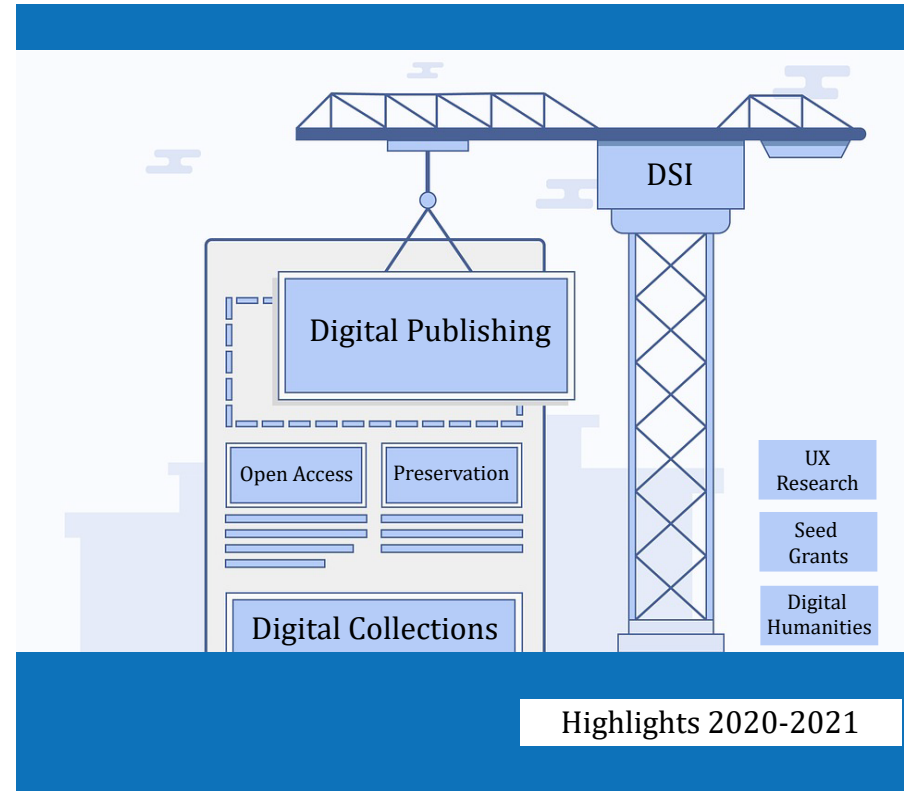 DSI
Digital Publishing
Open Access
Preservation
Digital Collections
UX
Research
Seed
Grants
Digital
Humanities
Highlights 2020-2021